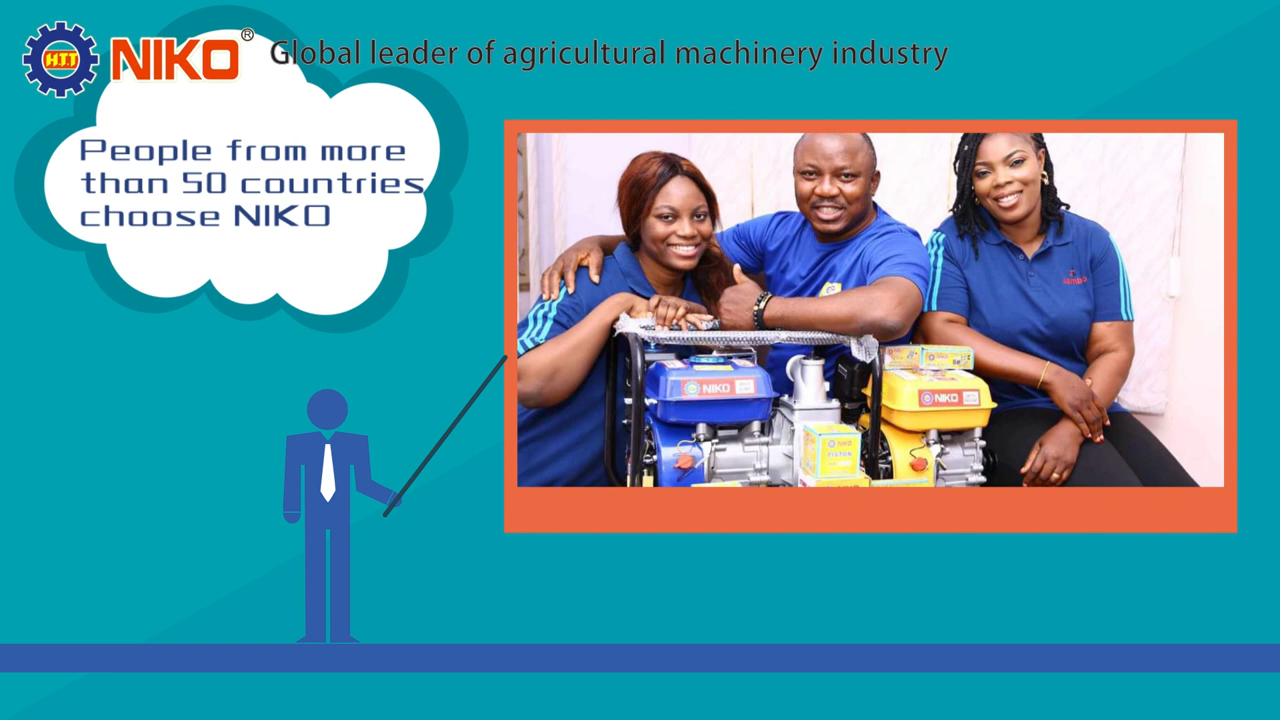 H.T.T NIKO® Global leader of agricultural machinery industry
People from more
than 50 countries
choose NIKO
NIKO
NIKO
NIKO
PISTON